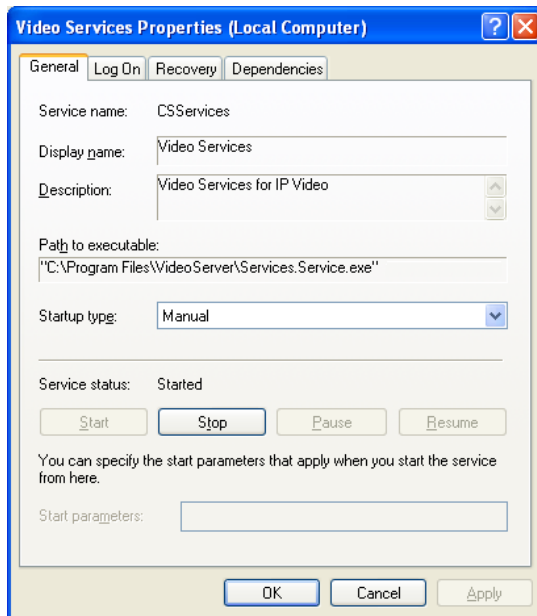 Video Services Properties (Local Computer)
General Log On Recovery Dependencies
Service name: CSServices
Display name: Video Services
Description: Video Services for IP Video
Path to executable:
"C:\Program Files\VideoServer\Services.Service.exe"
Startup type: Manual
Service status: Started
Start Stop Pause Resume
You can specify the start parameters that apply when you start the service
from here.
Start parameters:
OK Cancel Apply